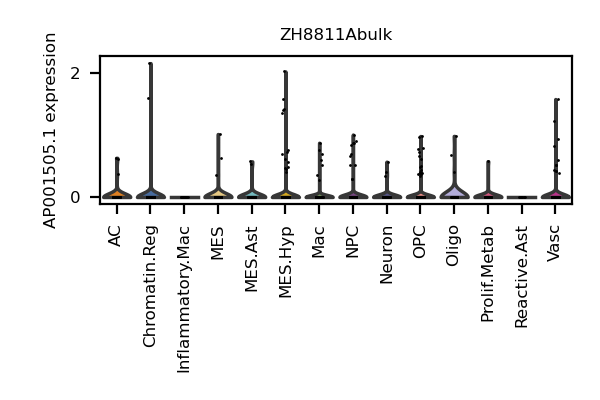 ZH8811Abulk
AP001505.1 expression
2
0
AC
Chromatin.Reg
Inflammatory.Mac
MES
MES.Ast
MES.Hyp
Mac
NPC
Neuron
OPC
Oligo
Prolif.Metab
Reactive.Ast
Vasc